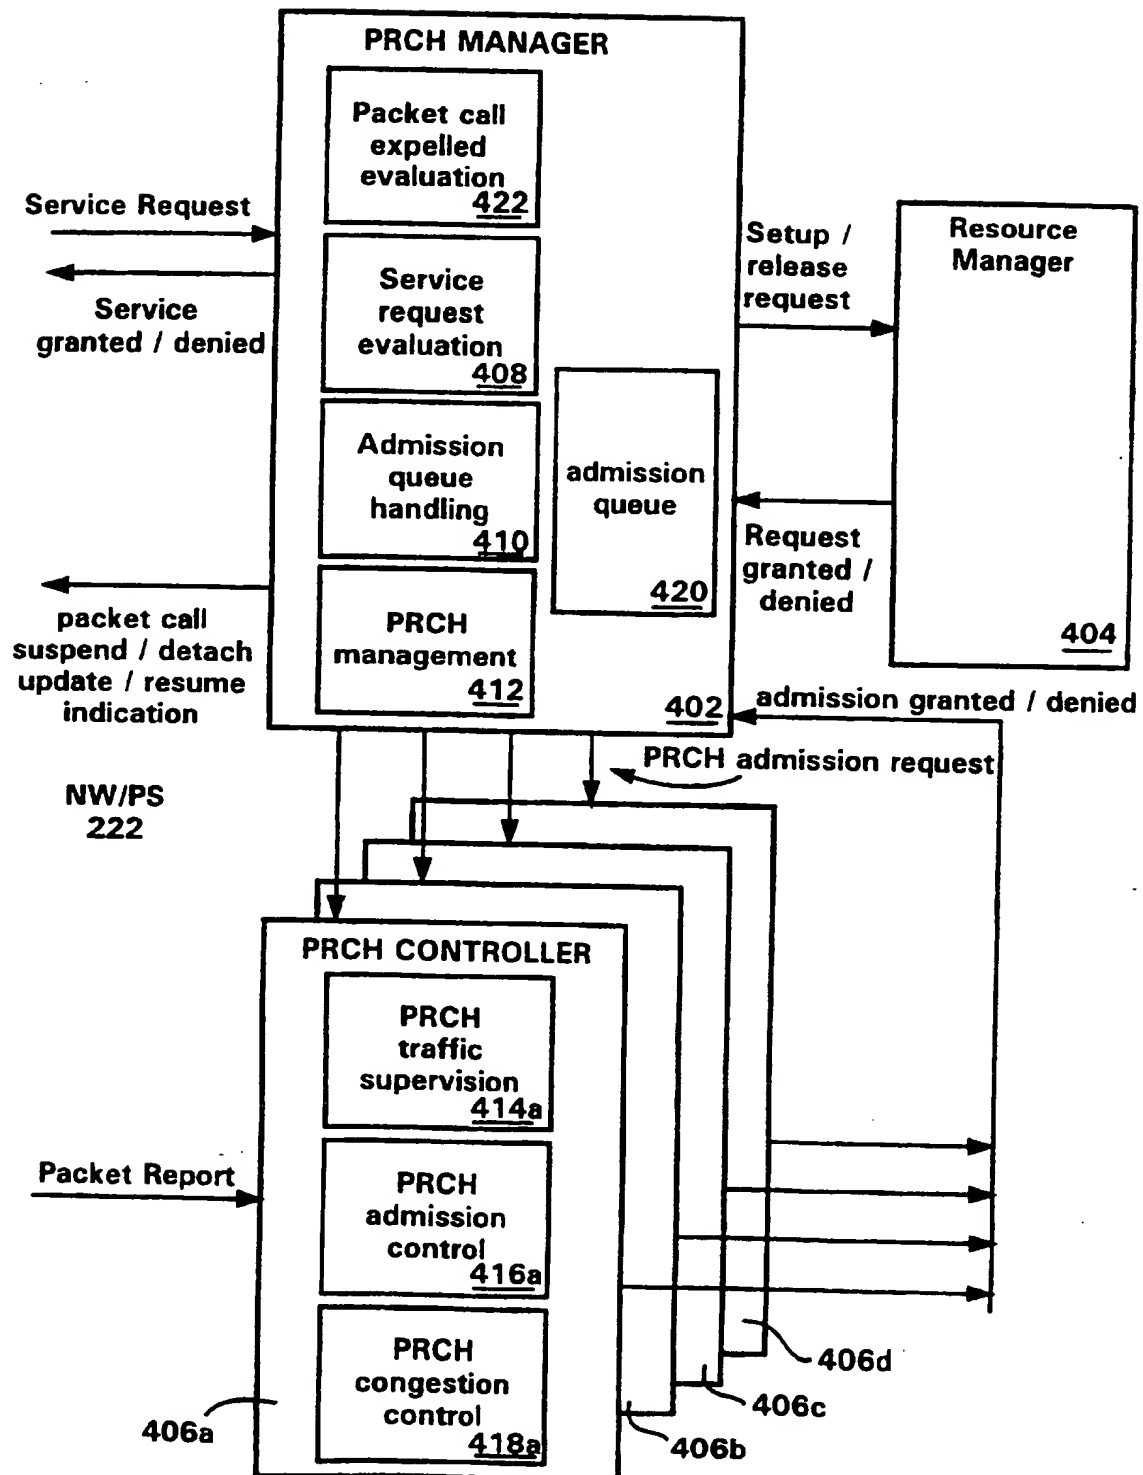 PRCH MANAGER
Packet call
expelled
evaluation
422
Service Request
Service
granted / denied
Service
request
evaluation
408
Setup /
release
request
Resource
Manager
Admission
queue
handling
410
admission
queue
420
Request
granted /
denied
404
packet call
suspend / detach
update / resume
indication
PRCH
management
412
402
admission granted / denied
PRCH admission request
NW/PS
222
PRCH CONTROLLER
PRCH
traffic
supervision
414a
Packet Report
PRCH
admission
control
416a
PRCH
congestion
control
418a
406a
406b
406c
406d